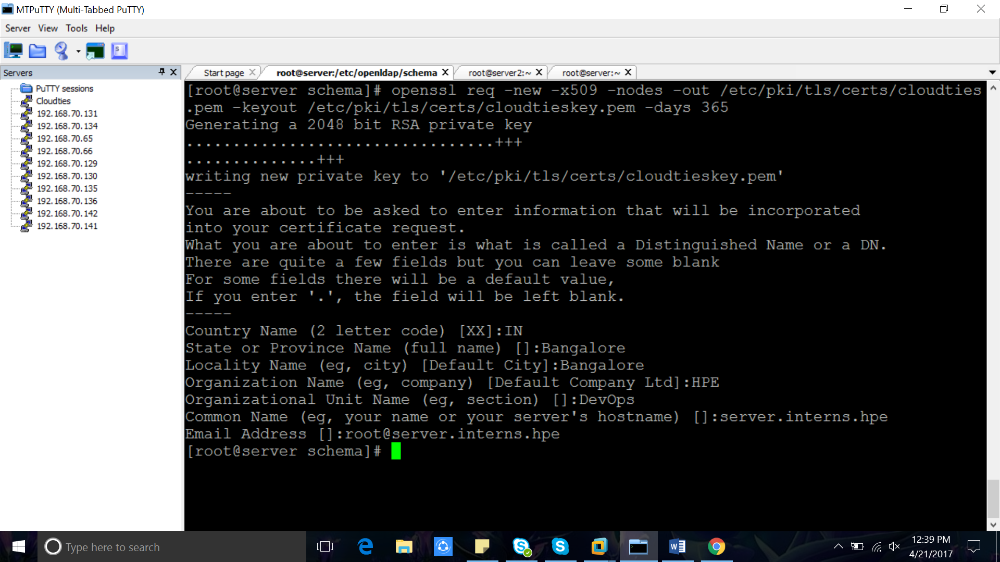 MTPuTTY (Multi-Tabbed PuTTY)
Server View Tools Help
Servers
Start page
root@server:/etc/openldap/schema
root@server2:~
root@server:~
PuTTY sessions
Cloudties
192.168.70.131
192.168.70.134
192.168.70.65
192.168.70.66
192.168.70.129
192.168.70.130
192.168.70.135
192.168.70.136
192.168.70.142
192.168.70.141
[root@server schema]# openssl req -new -x509 -nodes -out /etc/pki/tls/certs/cloudties
.pem -keyout /etc/pki/tls/certs/cloudtieskey.pem -days 365
Generating a 2048 bit RSA private key
.................................+++
..............+++
writing new private key to '/etc/pki/tls/certs/cloudtieskey.pem'
-----
You are about to be asked to enter information that will be incorporated
into your certificate request.
What you are about to enter is what is called a Distinguished Name or a DN.
There are quite a few fields but you can leave some blank
For some fields there will be a default value,
If you enter '.', the field will be left blank.
-----
Country Name (2 letter code) [XX]:IN
State or Province Name (full name) []:Bangalore
Locality Name (eg, city) [Default City]:Bangalore
Organization Name (eg, company) [Default Company Ltd]:HPE
Organizational Unit Name (eg, section) []:DevOps
Common Name (eg, your name or your server's hostname) []:server.interns.hpe
Email Address []:root@server.interns.hpe
[root@server schema]#
Type here to search
12:39 PM
4/21/2017